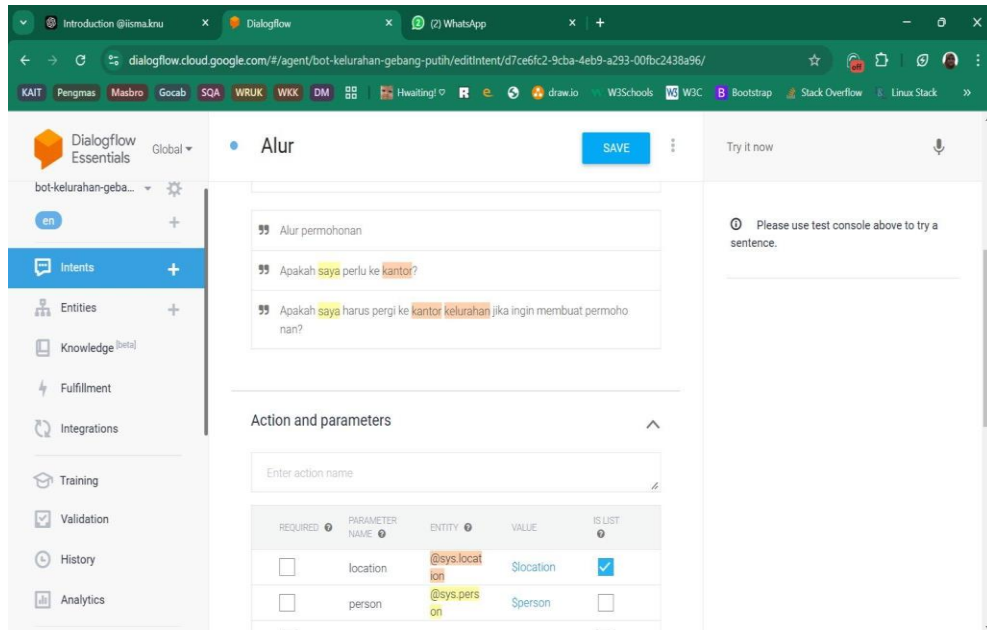 Introduction @iisma.knu
Dialogflow
(2) WhatsApp
dialogflow.cloud.google.com/#/agent/bot-kelurahan-gebang-putih/editIntent/d7ce6fc2-9cba-4eb9-a293-00fbc2438a96/
off
KAIT Pengmas Masbro Gocab SQA WRUK WKK DM Hwaiting! draw.io W3Schools W3C Bootstrap Stack Overflow Linux Stack
Dialogflow
Essentials
Global
Alur
SAVE
Try it now
bot-kelurahan-geba...
en
Please use test console above to try a
sentence.
Intents
Entities
Knowledge [beta]
Fulfillment
Integrations
Training
Validation
History
Analytics
Alur permohonan
Apakah saya perlu ke kantor?
Apakah saya harus pergi ke kantor kelurahan jika ingin membuat permoho
nan?
Action and parameters
Enter action name
REQUIRED PARAMETER NAME ENTITY VALUE IS LIST
location @sys.locat
ion $location
person @sys.pers
on $person